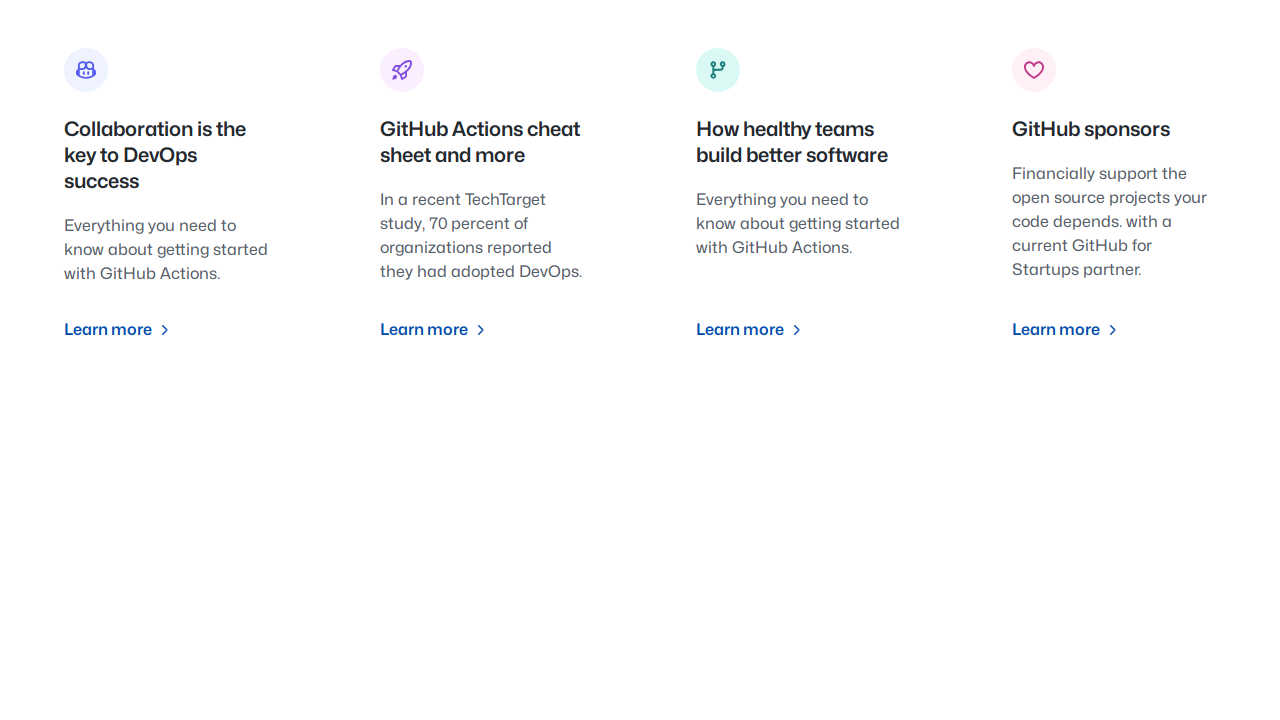 Collaboration is the
key to DevOps
success
Everything you need to
know about getting started
with GitHub Actions.
Learn more
GitHub Actions cheat
sheet and more
In a recent TechTarget
study, 70 percent of
organizations reported
they had adopted DevOps.
Learn more
How healthy teams
build better software
Everything you need to
know about getting started
with GitHub Actions.
Learn more
GitHub sponsors
Financially support the
open source projects your
code depends. with a
current GitHub for
Startups partner.
Learn more